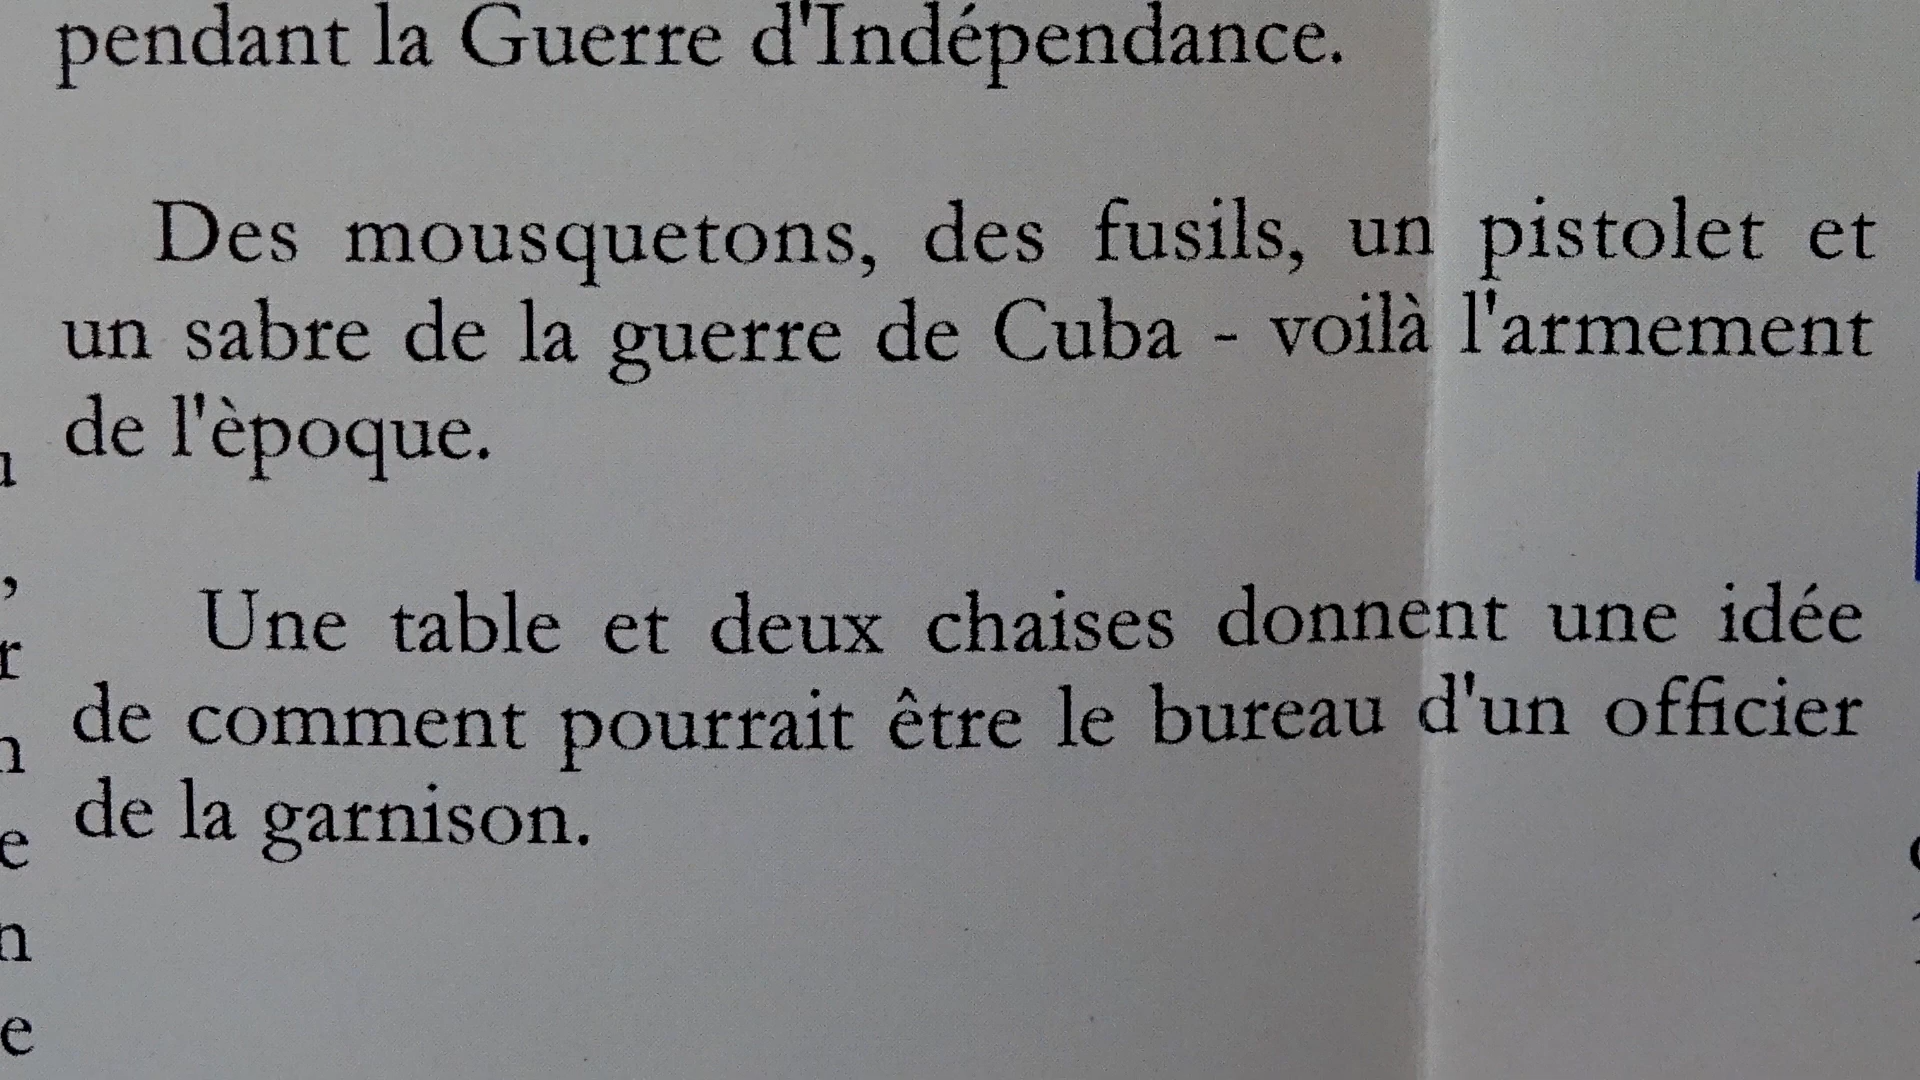 pendant la Guerre d'Indépendance.
Des mousquetons, des fusils, un pistolet et
un sabre de la guerre de Cuba - voilà l'armement
de l'èpoque.
Une table et deux chaises donnent une idée
de comment pourrait être le bureau d'un officier
de la garnison.